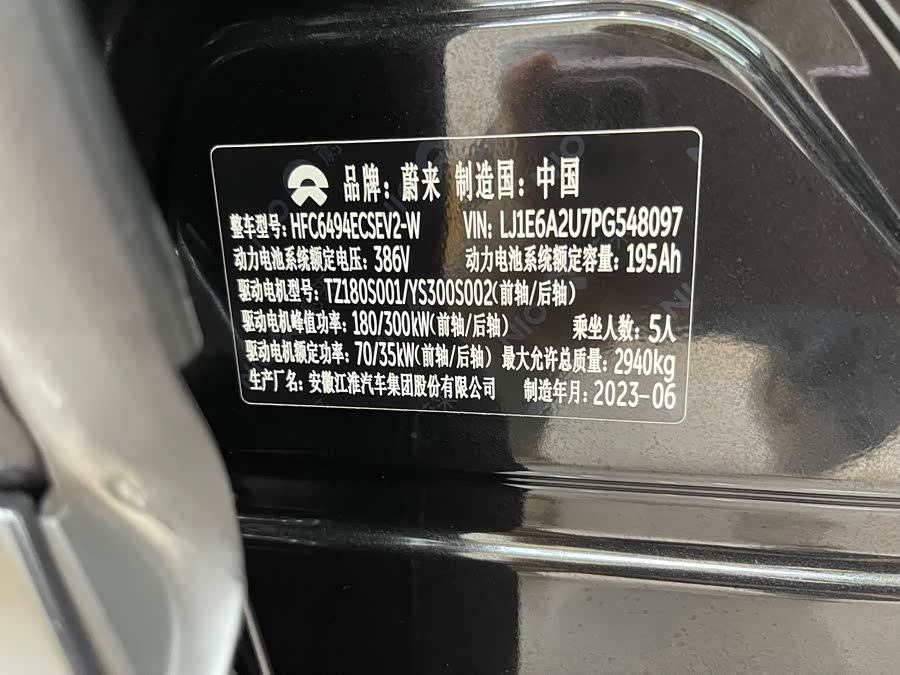 品牌：蔚来 制造国：中国
整车型号：HFC6494ECSEV2-W VIN：LJ1E6A2U7PG548097
动力电池系统额定电压：386V 动力电池系统额定容量：195Ah
驱动电机型号：TZ180S001/YS300S002(前轴/后轴)
驱动电机峰值功率：180/300kW(前轴/后轴) 乘坐人数：5人
驱动电机额定功率：70/35kW(前轴/后轴) 最大允许总质量：2940kg
生产厂名：安徽江淮汽车集团股份有限公司 制造年月：2023-06